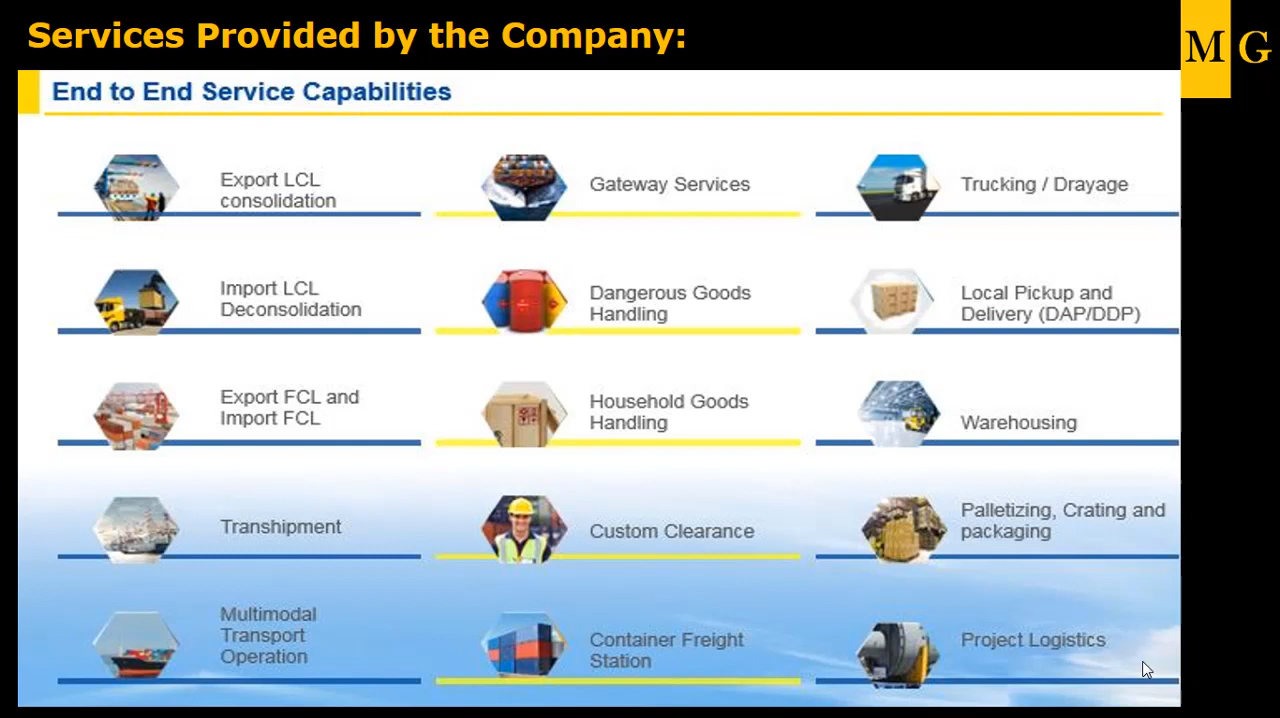 Services Provided by the Company:
M G
End to End Service Capabilities
Export LCL
consolidation
Gateway Services
Trucking / Drayage
Import LCL
Deconsolidation
Dangerous Goods
Handling
Local Pickup and
Delivery (DAP/DDP)
Export FCL and
Import FCL
Household Goods
Handling
Warehousing
Transhipment
Custom Clearance
Palletizing, Crating and
packaging
Multimodal
Transport
Operation
Container Freight
Station
Project Logistics